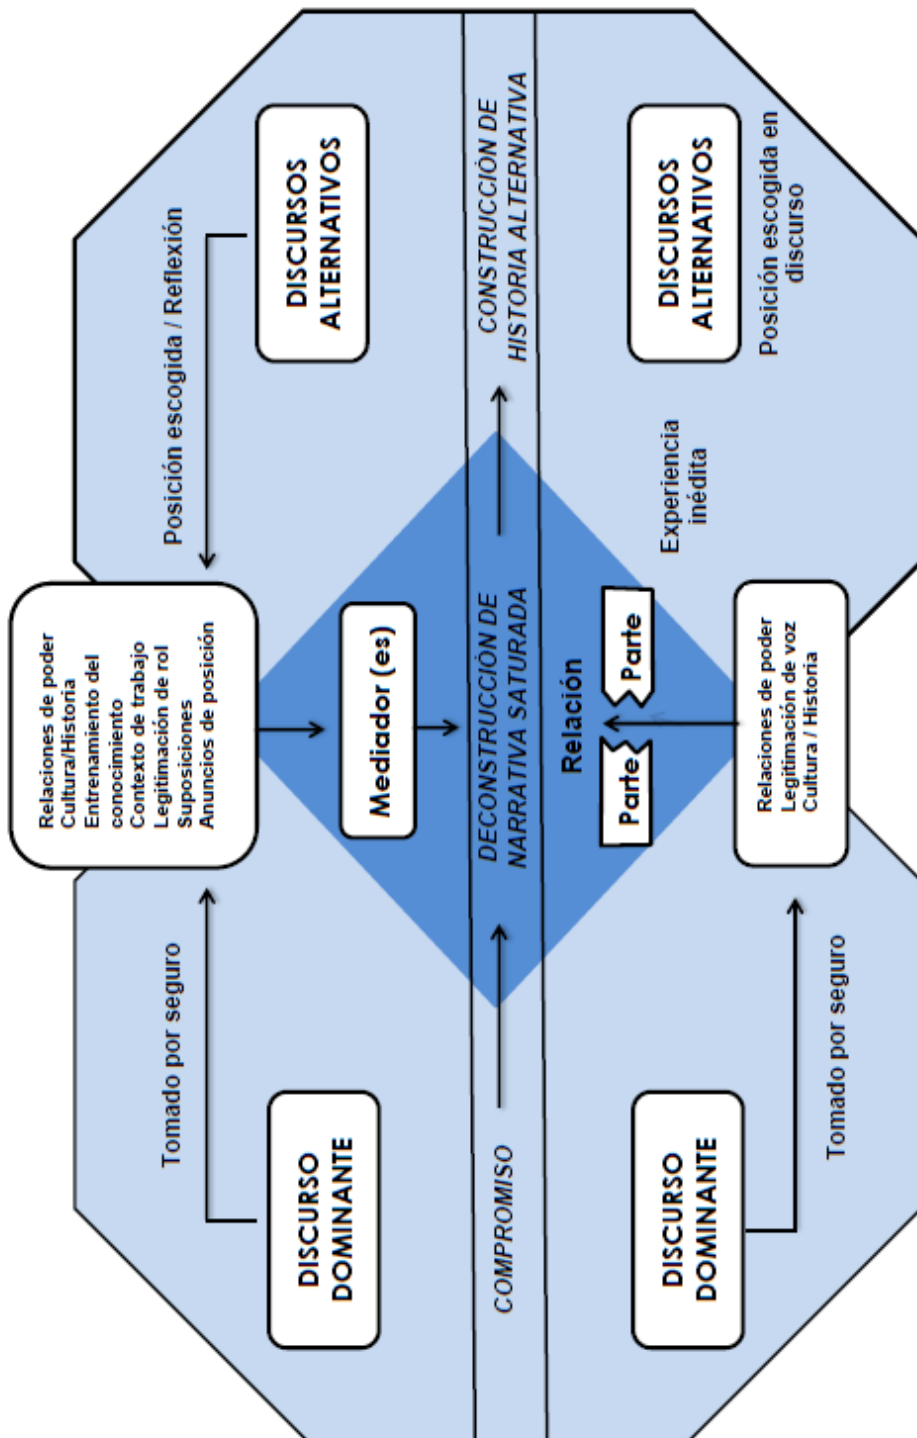 Relaciones de poder
Cultura/Historia
Entrenamiento del
conocimiento
Contexto de trabajo
Legitimación de rol
Suposiciones
Anuncios de posición
Tomado por seguro
Posición escogida / Reflexión
DISCURSO
DOMINANTE
Mediador (es)
DISCURSOS
ALTERNATIVOS
COMPROMISO
DECONSTRUCCIÓN DE
NARRATIVA SATURADA
CONSTRUCCIÓN DE
HISTORIA ALTERNATIVA
Relación
Parte
Parte
DISCURSO
DOMINANTE
Experiencia
inédita
DISCURSOS
ALTERNATIVOS
Relaciones de poder
Legitimación de voz
Cultura / Historia
Posición escogida en
discurso
Tomado por seguro